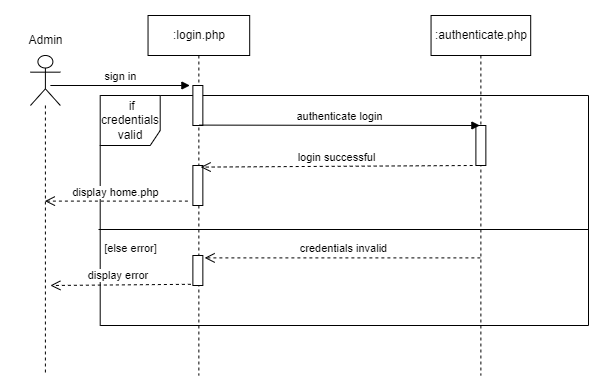 Admin
:login.php
:authenticate.php
sign in
if
credentials
valid
authenticate login
login successful
display home.php
[else error]
credentials invalid
display error